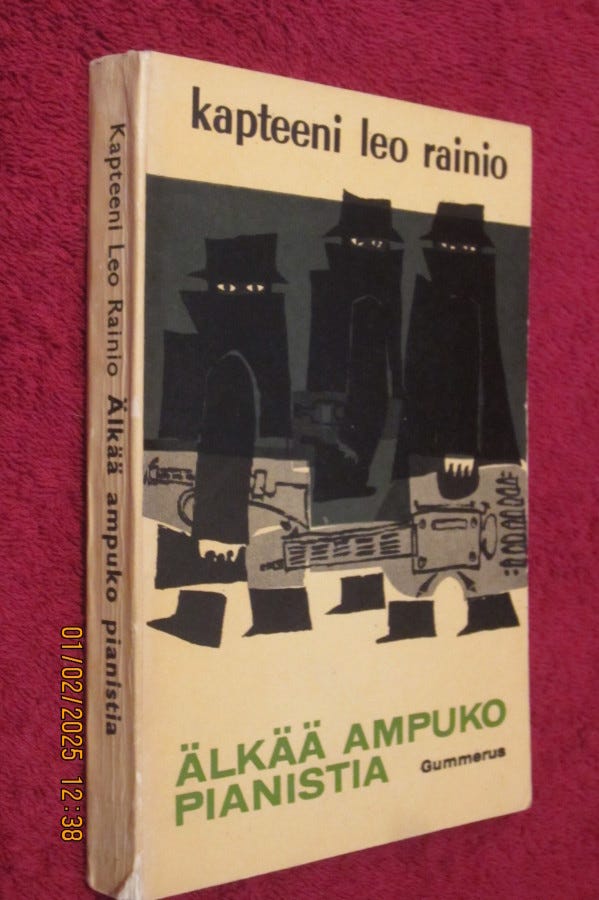 kapteeni leo rainio
ÄLKÄÄ AMPUKO
PIANISTIA
Gummerus
Kapteeni Leo Rainio Älkää ampuko pianistia
01/02/2025 12:38